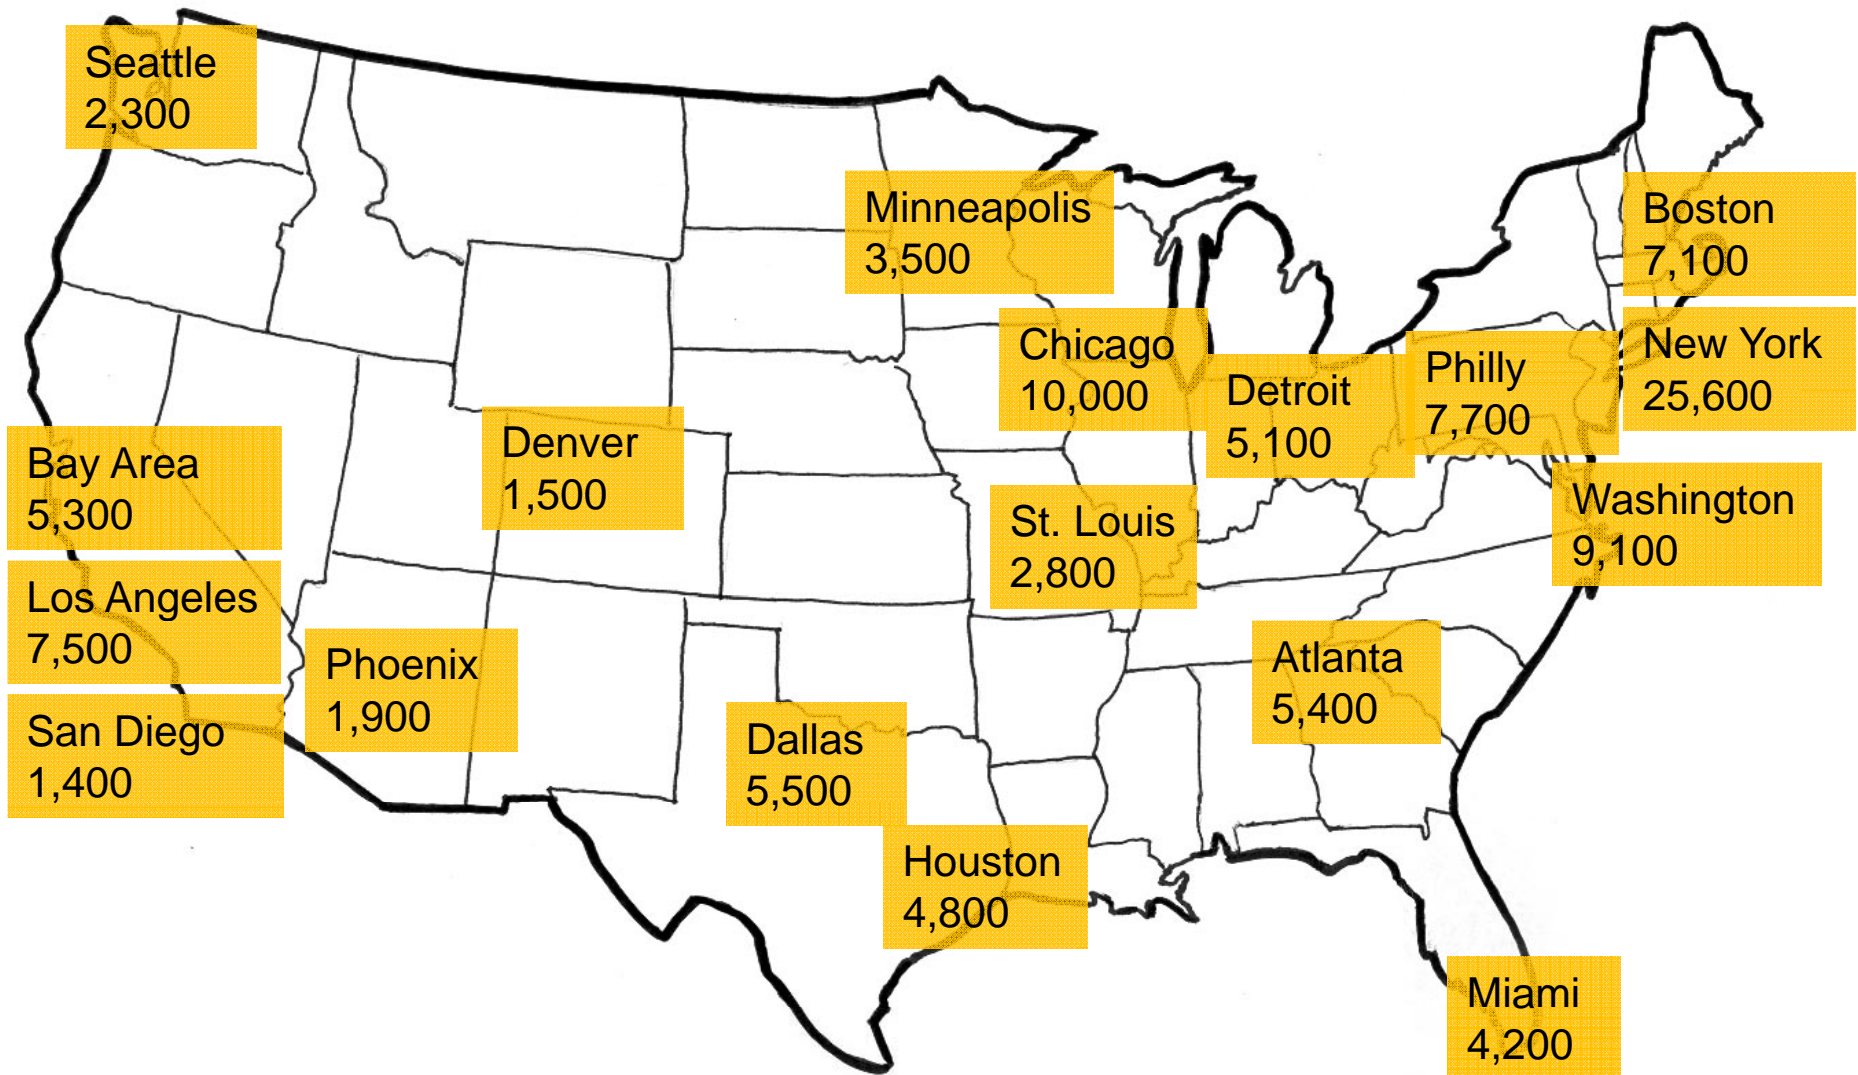 Seattle
2,300
Minneapolis
3,500
Boston
7,100
Chicago
10,000
New York
25,600
Philly
7,700
Detroit
5,100
Denver
1,500
Bay Area
5,300
Washington
9,100
St. Louis
2,800
Los Angeles
7,500
Phoenix
1,900
Atlanta
5,400
San Diego
1,400
Dallas
5,500
Houston
4,800
Miami
4,200